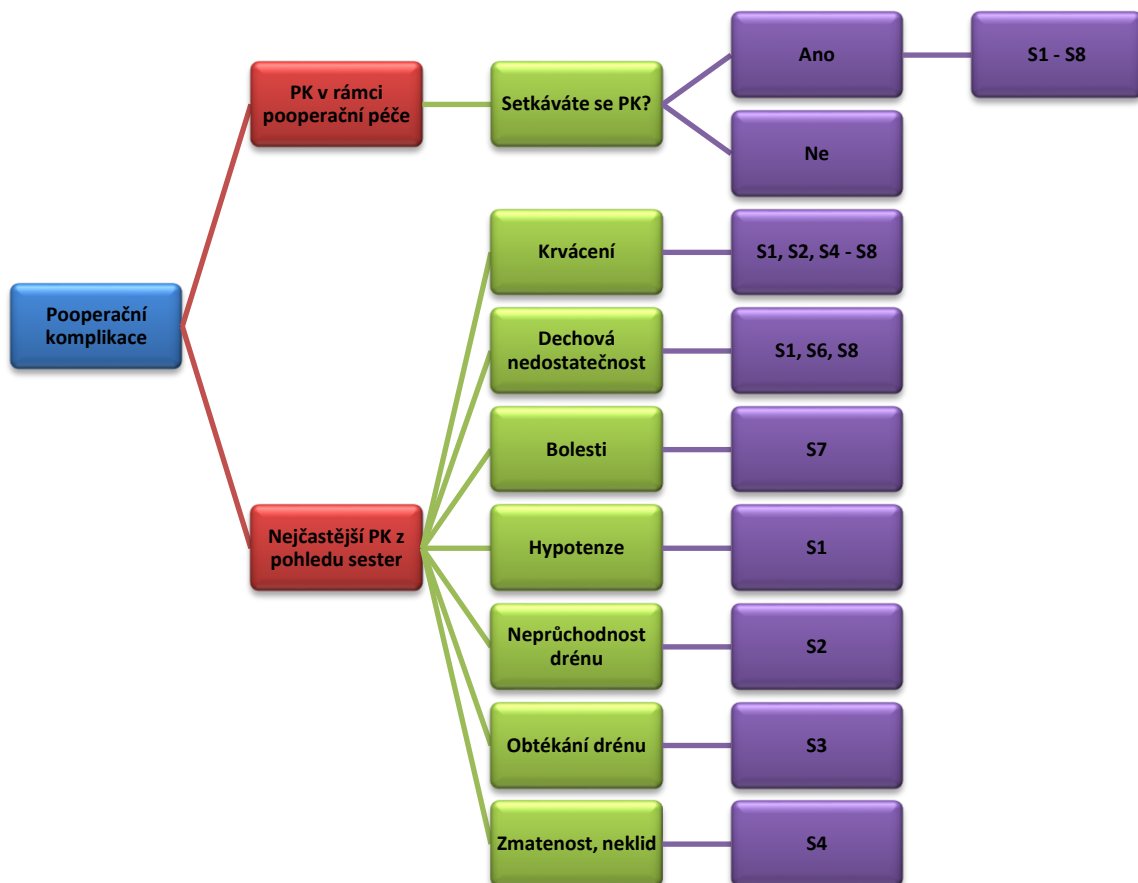 Pooperační
komplikace
PK v rámci
pooperační péče
Setkáváte se PK?
Ano
S1 - S8
Ne
Nejčastější PK z
pohledu sester
Krvácení
S1, S2, S4 - S8
Dechová
nedostatečnost
S1, S6, S8
Bolesti
S7
Hypotenze
S1
Neprůchodnost
drénu
S2
Obtékání drénu
S3
Zmatenost, neklid
S4